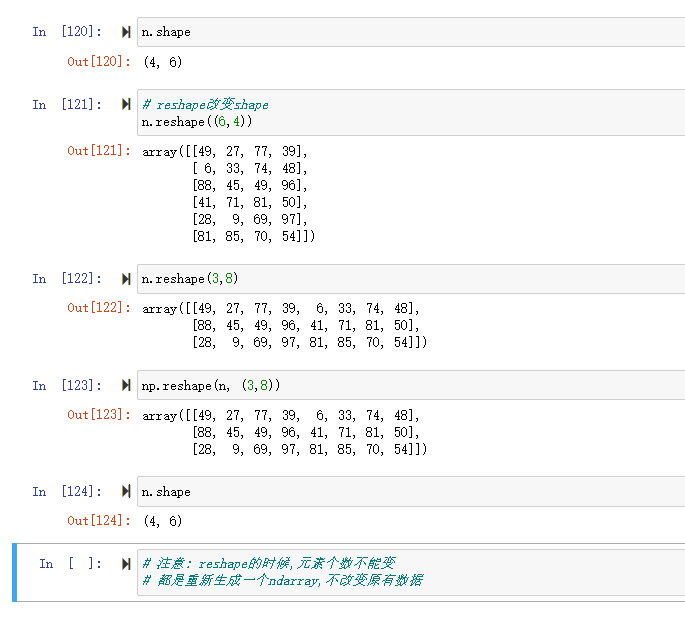 In [120]: n.shape
Out[120]: (4, 6)
In [121]: # reshape改变shape
n.reshape((6,4))
Out[121]: array([[49, 27, 77, 39],
[ 6, 33, 74, 48],
[88, 45, 49, 96],
[41, 71, 81, 50],
[28,  9, 69, 97],
[81, 85, 70, 54]])
In [122]: n.reshape(3,8)
Out[122]: array([[49, 27, 77, 39,  6, 33, 74, 48],
[88, 45, 49, 96, 41, 71, 81, 50],
[28,  9, 69, 97, 81, 85, 70, 54]])
In [123]: np.reshape(n, (3,8))
Out[123]: array([[49, 27, 77, 39,  6, 33, 74, 48],
[88, 45, 49, 96, 41, 71, 81, 50],
[28,  9, 69, 97, 81, 85, 70, 54]])
In [124]: n.shape
Out[124]: (4, 6)
In [ ]: # 注意: reshape的时候,元素个数不能变
# 都是重新生成一个ndarray,不改变原有数据